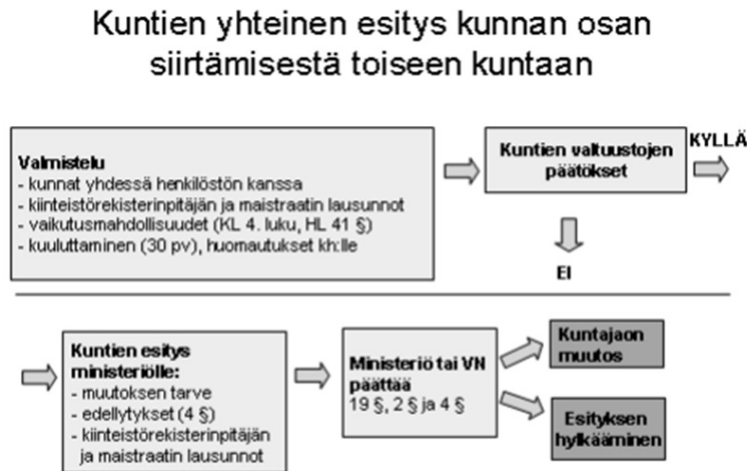 Kuntien yhteinen esitys kunnan osan
siirtämisestä toiseen kuntaan
Valmistelu
- kunnat yhdessä henkilöstön kanssa
- kiinteistörekisterinpitäjän ja maistraatin lausunnot
- vaikutusmahdollisuudet (KL 4. luku, HL 41 §)
- kuuluttaminen (30 pv), huomautukset kh:lle
Kuntien valtuustojen
päätökset
KYLLÄ
EI
Kuntien esitys
ministeriölle:
- muutoksen tarve
- edellytykset (4 §)
- kiinteistörekisterinpitäjän
ja maistraatin lausunnot
Ministeriö tai VN
päättää
19 §, 2 § ja 4 §
Kuntajaon
muutos
Esityksen
hylkääminen